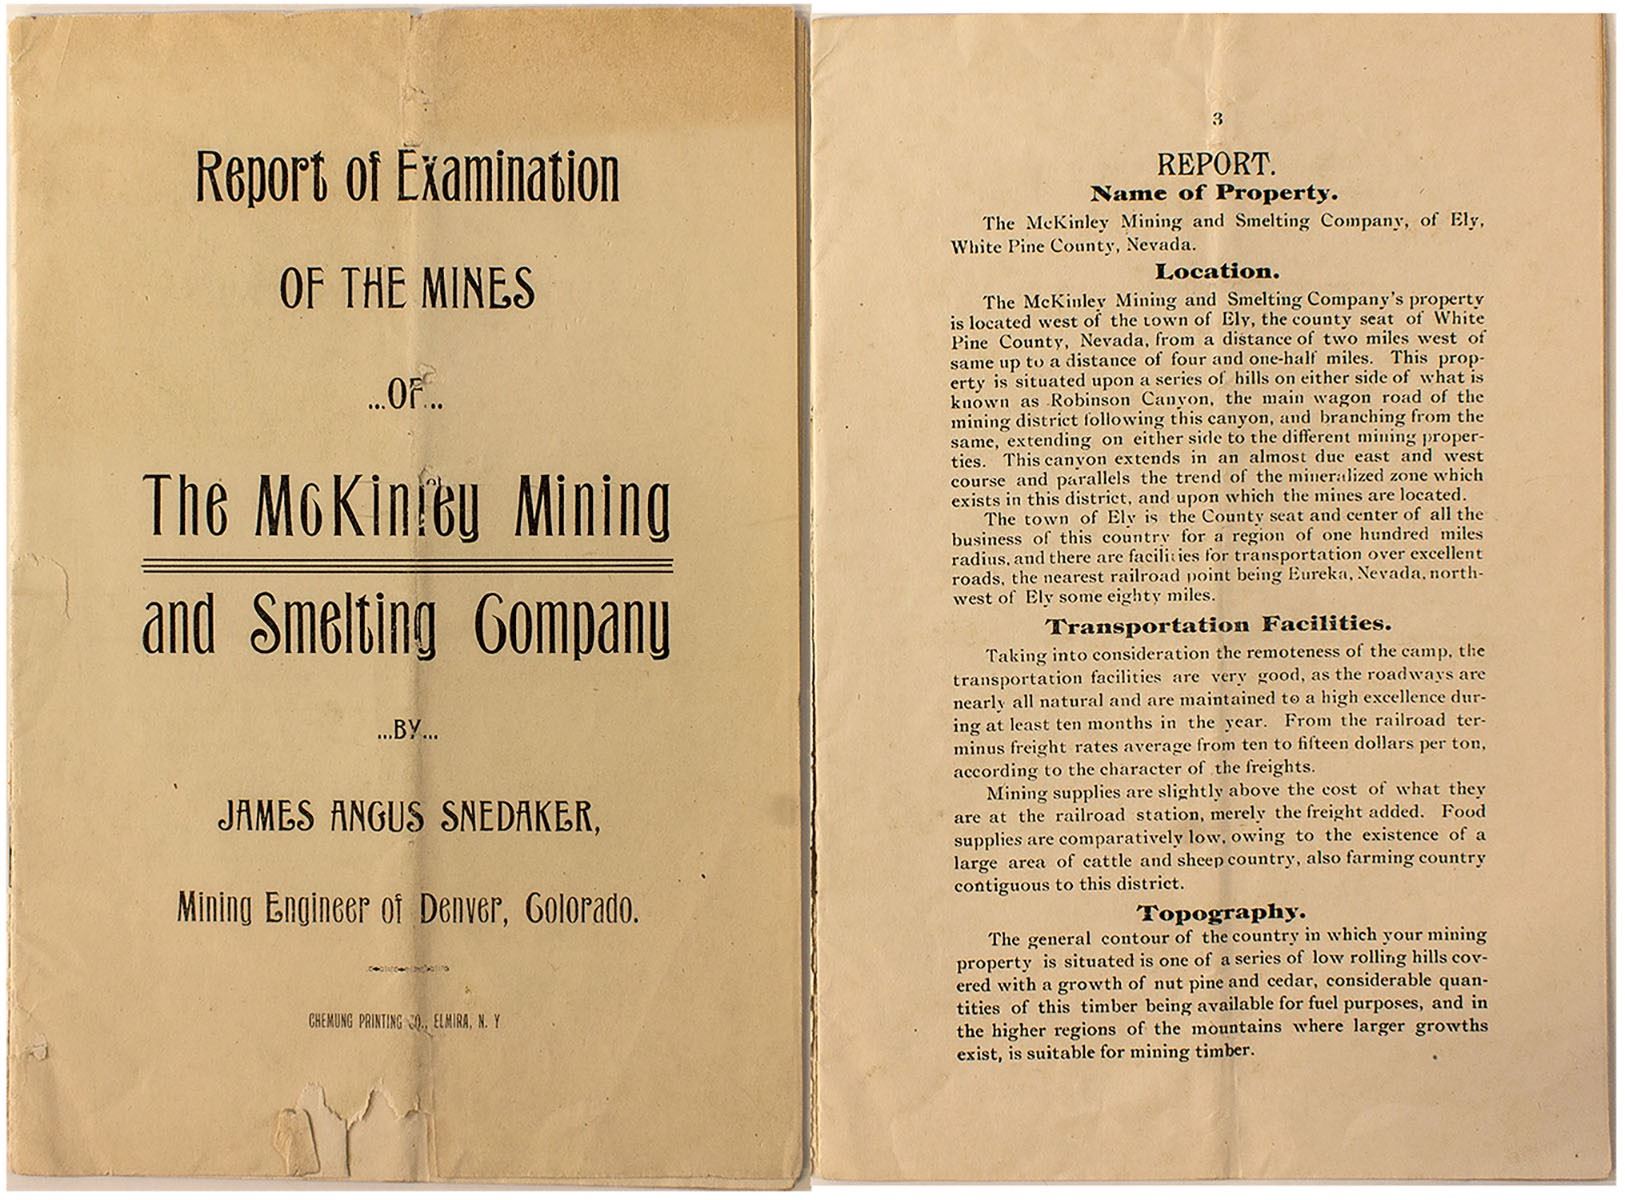 Report of Examination
OF THE MINES
...OF...
The McKinley Mining
and Smelting Company
...BY...
JAMES ANGUS SNEDAKER,
Mining Engineer of Denver, Colorado.
CHEMUNG PRINTING CO., ELMIRA, N. Y
3
REPORT.
Name of Property.
The McKinley Mining and Smelting Company, of Ely,
White Pine County, Nevada.
Location.
The McKinley Mining and Smelting Company's property
is located west of the town of Ely, the county seat of White
Pine County, Nevada, from a distance of two miles west of
same up to a distance of four and one-half miles. This prop-
erty is situated upon a series of hills on either side of what is
known as Robinson Canyon, the main wagon road of the
mining district following this canyon, and branching from the
same, extending on either side to the different mining proper-
ties. This canyon extends in an almost due east and west
course and parallels the trend of the mineralized zone which
exists in this district, and upon which the mines are located.
The town of Ely is the County seat and center of all the
business of this country for a region of one hundred miles
radius, and there are facilities for transportation over excellent
roads, the nearest railroad point being Eureka, Nevada, north-
west of Ely some eighty miles.
Transportation Facilities.
Taking into consideration the remoteness of the camp, the
transportation facilities are very good, as the roadways are
nearly all natural and are maintained to a high excellence dur-
ing at least ten months in the year. From the railroad ter-
minus freight rates average from ten to fifteen dollars per ton,
according to the character of the freights.
Mining supplies are slightly above the cost of what they
are at the railroad station, merely the freight added. Food
supplies are comparatively low, owing to the existence of a
large area of cattle and sheep country, also farming country
contiguous to this district.
Topography.
The general contour of the country in which your mining
property is situated is one of a series of low rolling hills cov-
ered with a growth of nut pine and cedar, considerable quan-
tities of this timber being available for fuel purposes, and in
the higher regions of the mountains where larger growths
exist, is suitable for mining timber.